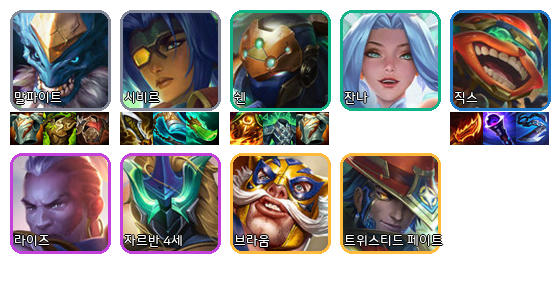 말파이트
시비르
쉔
잔나
직스
라이즈
자르반 4세
브라움
트위스티드 페이트